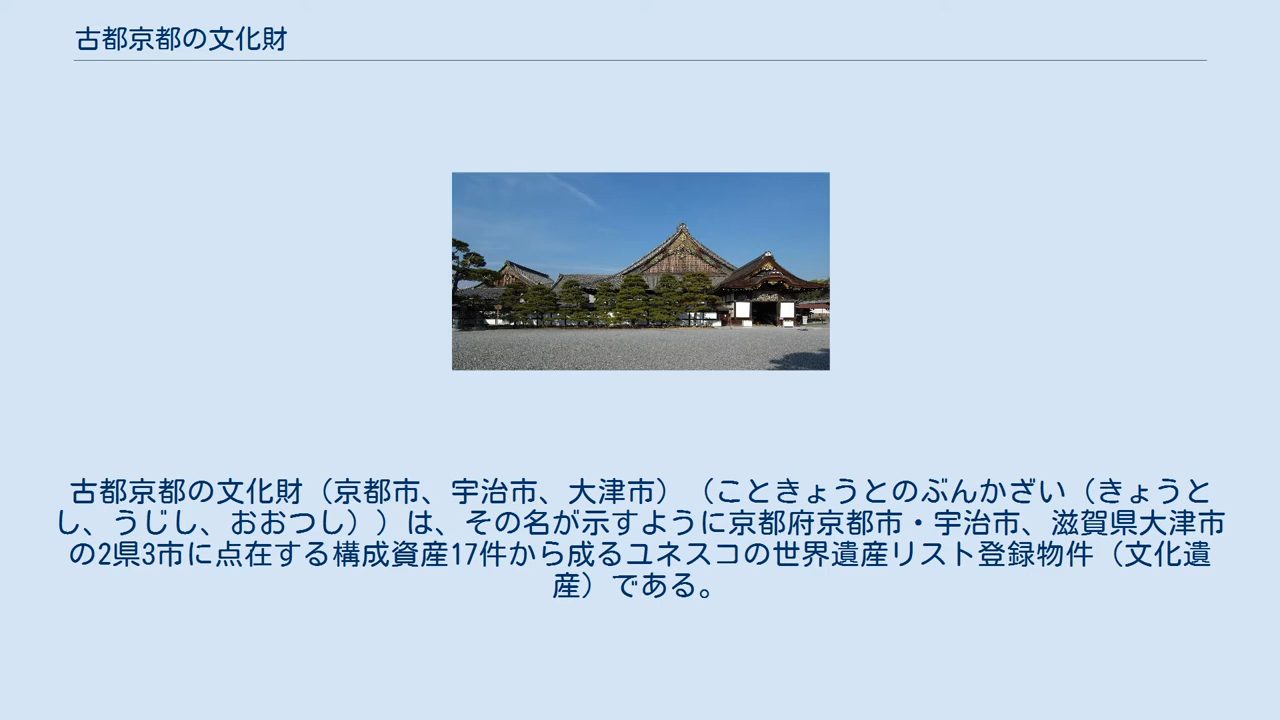 古都京都の文化財
古都京都の文化財（京都市、宇治市、大津市）（こときょうとのぶんかざい（きょうと
し、うじし、おおつし））は、その名が示すように京都府京都市・宇治市、滋賀県大津市
の2県3市に点在する構成資産17件から成るユネスコの世界遺産リスト登録物件（文化遺
産）である。